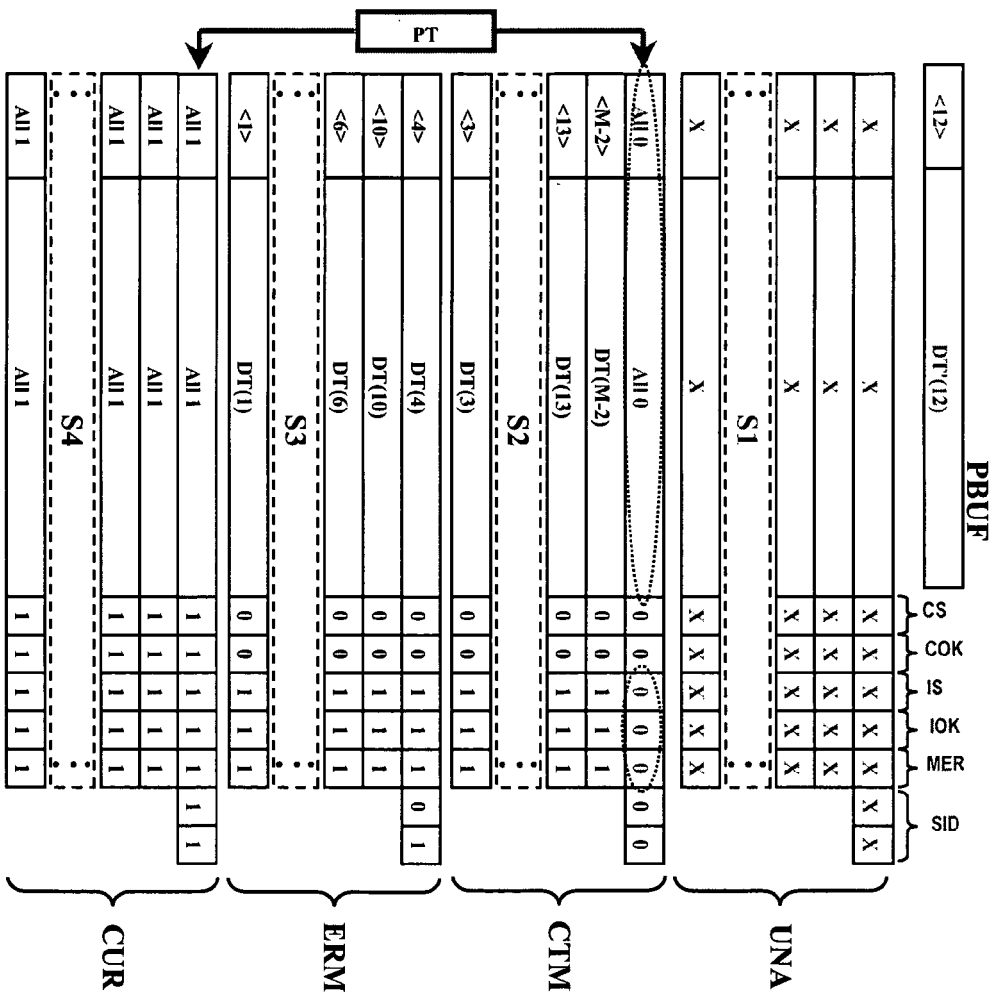 PBUF
<12> DT'(12)
CS COK IS IOK MER SID
X X X X X X X X X
X X X X X X X
X X X X X X X
S1
X X X X X X X
UNA
PT
All 0 All 0 0 0 0 0 0 0 0
<M-2> DT(M-2) 0 0 1 1 1
<13> DT(13) 0 0 1 1 1
S2
<3> DT(3) 0 0 1 1 1
CTM
<4> DT(4) 0 0 1 1 1 0 1
<10> DT(10) 0 0 1 1 1
<6> DT(6) 0 0 1 1 1
S3
<1> DT(1) 0 0 1 1 1
ERM
All 1 All 1 1 1 1 1 1 1 1
All 1 All 1 1 1 1 1 1
All 1 All 1 1 1 1 1 1
S4
All 1 All 1 1 1 1 1 1
CUR